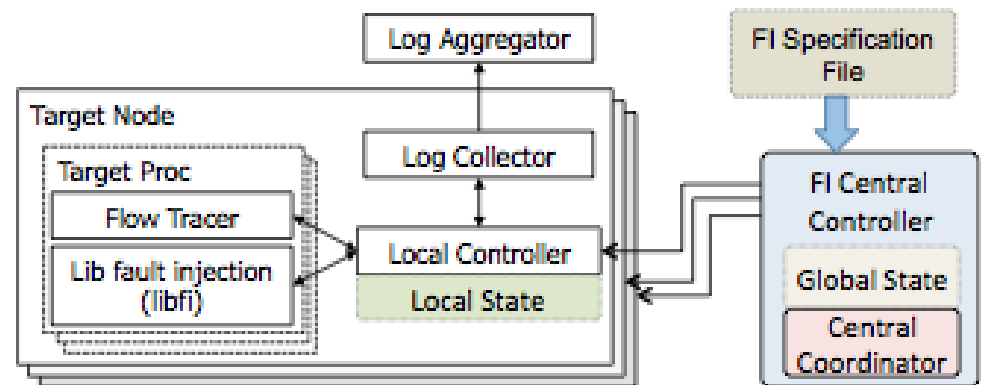 Log Aggregator
FI Specification
File
Target Node
Log Collector
Target Proc
Flow Tracer
Lib fault injection
(libfi)
Local Controller
Local State
FI Central
Controller
Global State
Central
Coordinator